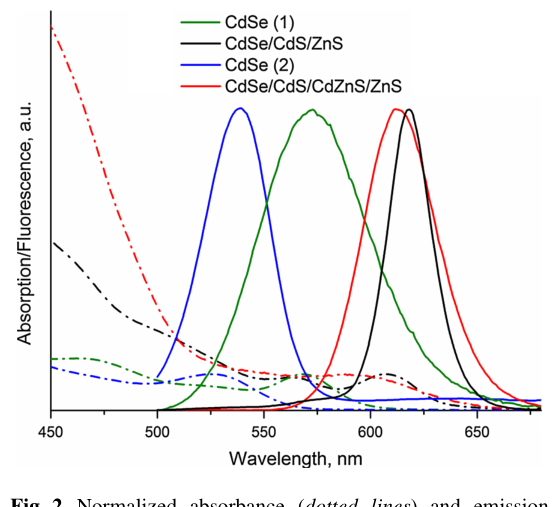 CdSe (1)
CdSe/CdS/ZnS
CdSe (2)
CdSe/CdS/CdZnS/ZnS
Absorption/Fluorescence, a.u.
450 500 550 600 650
Wavelength, nm
Fig. 2 Normalized absorbance (dotted lines) and emission